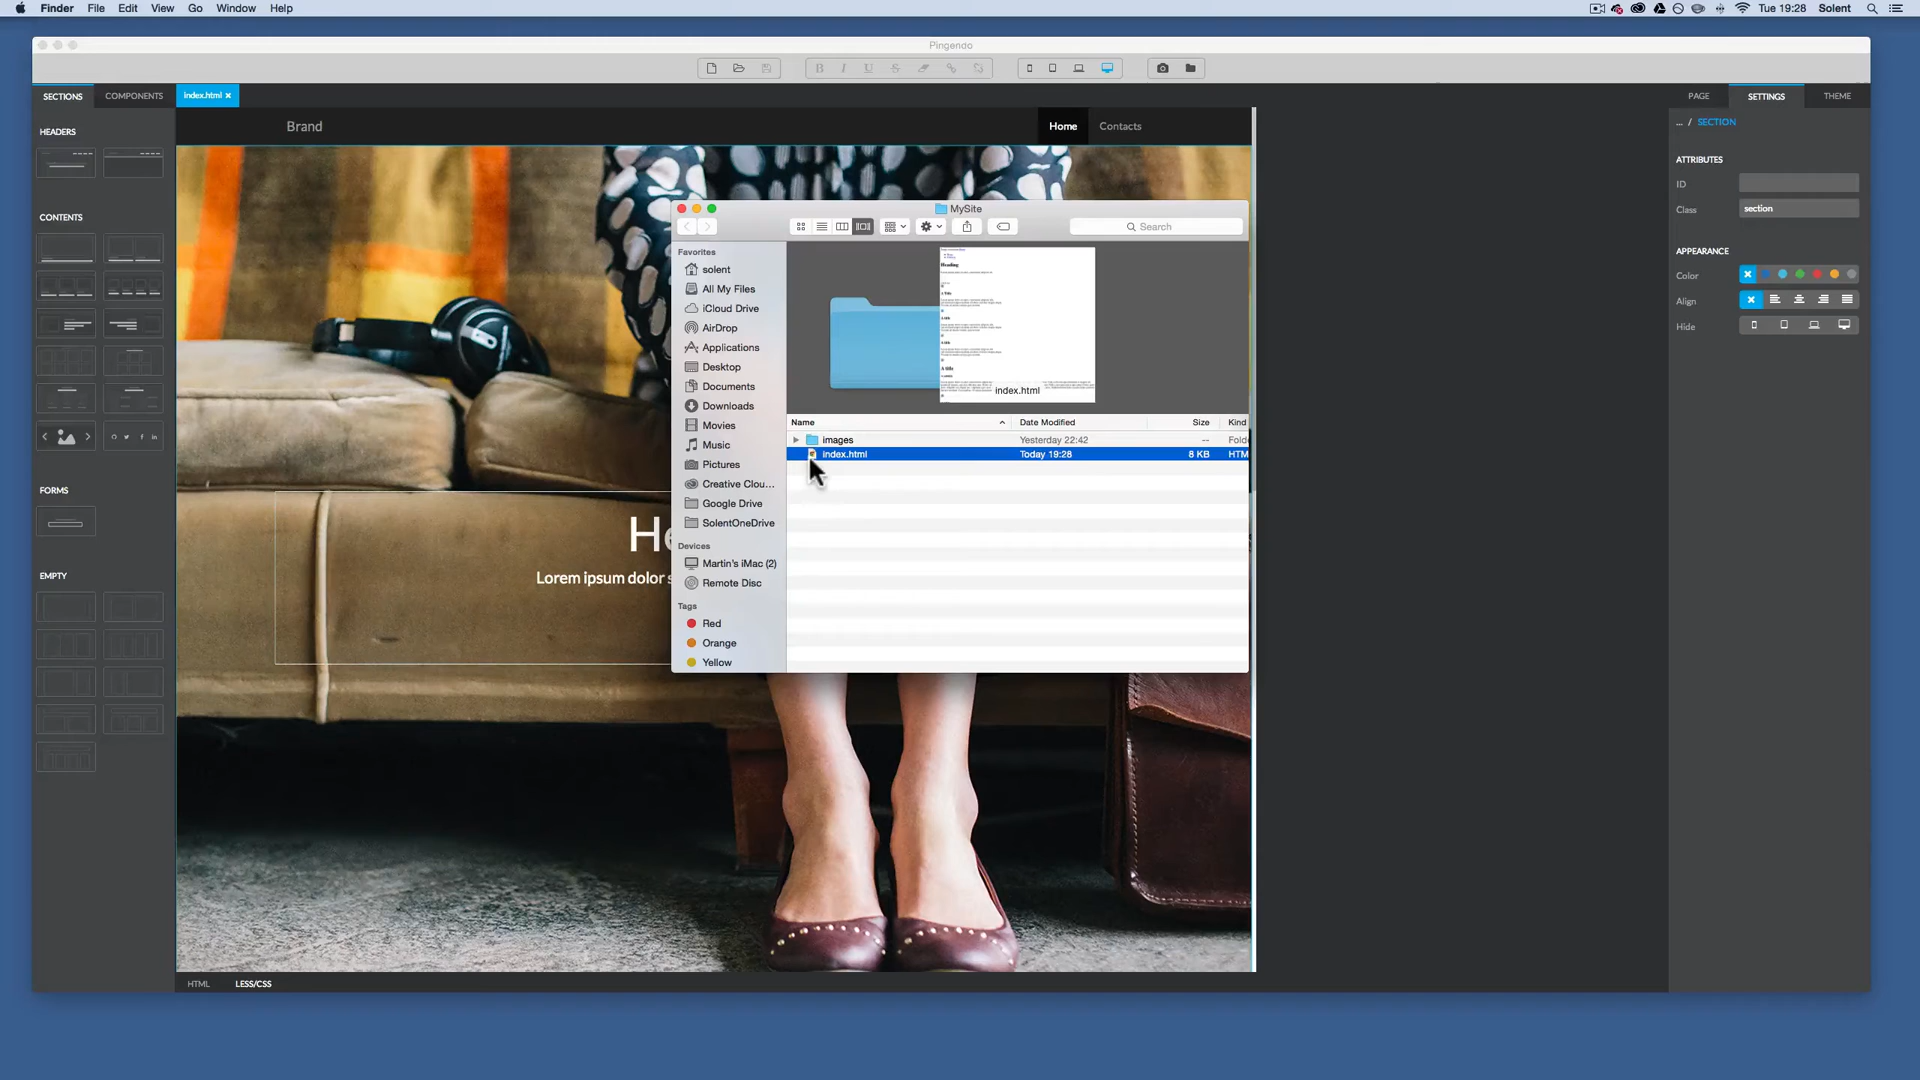 Finder File Edit View Go Window Help
Tue 19:28 Solent
Pingendo
SECTIONS COMPONENTS
index.html
PAGE SETTINGS THEME
HEADERS
CONTENTS
FORMS
EMPTY
Brand
Home Contacts
He
Lorem ipsum dolor s
MySite
Search
Favorites
solent
All My Files
iCloud Drive
AirDrop
Applications
Desktop
Documents
Downloads
Movies
Music
Pictures
Creative Clou...
Google Drive
SolentOneDrive
Devices
Martin's iMac (2)
Remote Disc
Tags
Red
Orange
Yellow
Heading
A title
index.html
Name Date Modified Size Kind
images Yesterday 22:42 -- Folde
index.html Today 19:28 8 KB HTM
... / SECTION
ATTRIBUTES
ID
Class section
APPEARANCE
Color
Align
Hide
HTML LESS/CSS